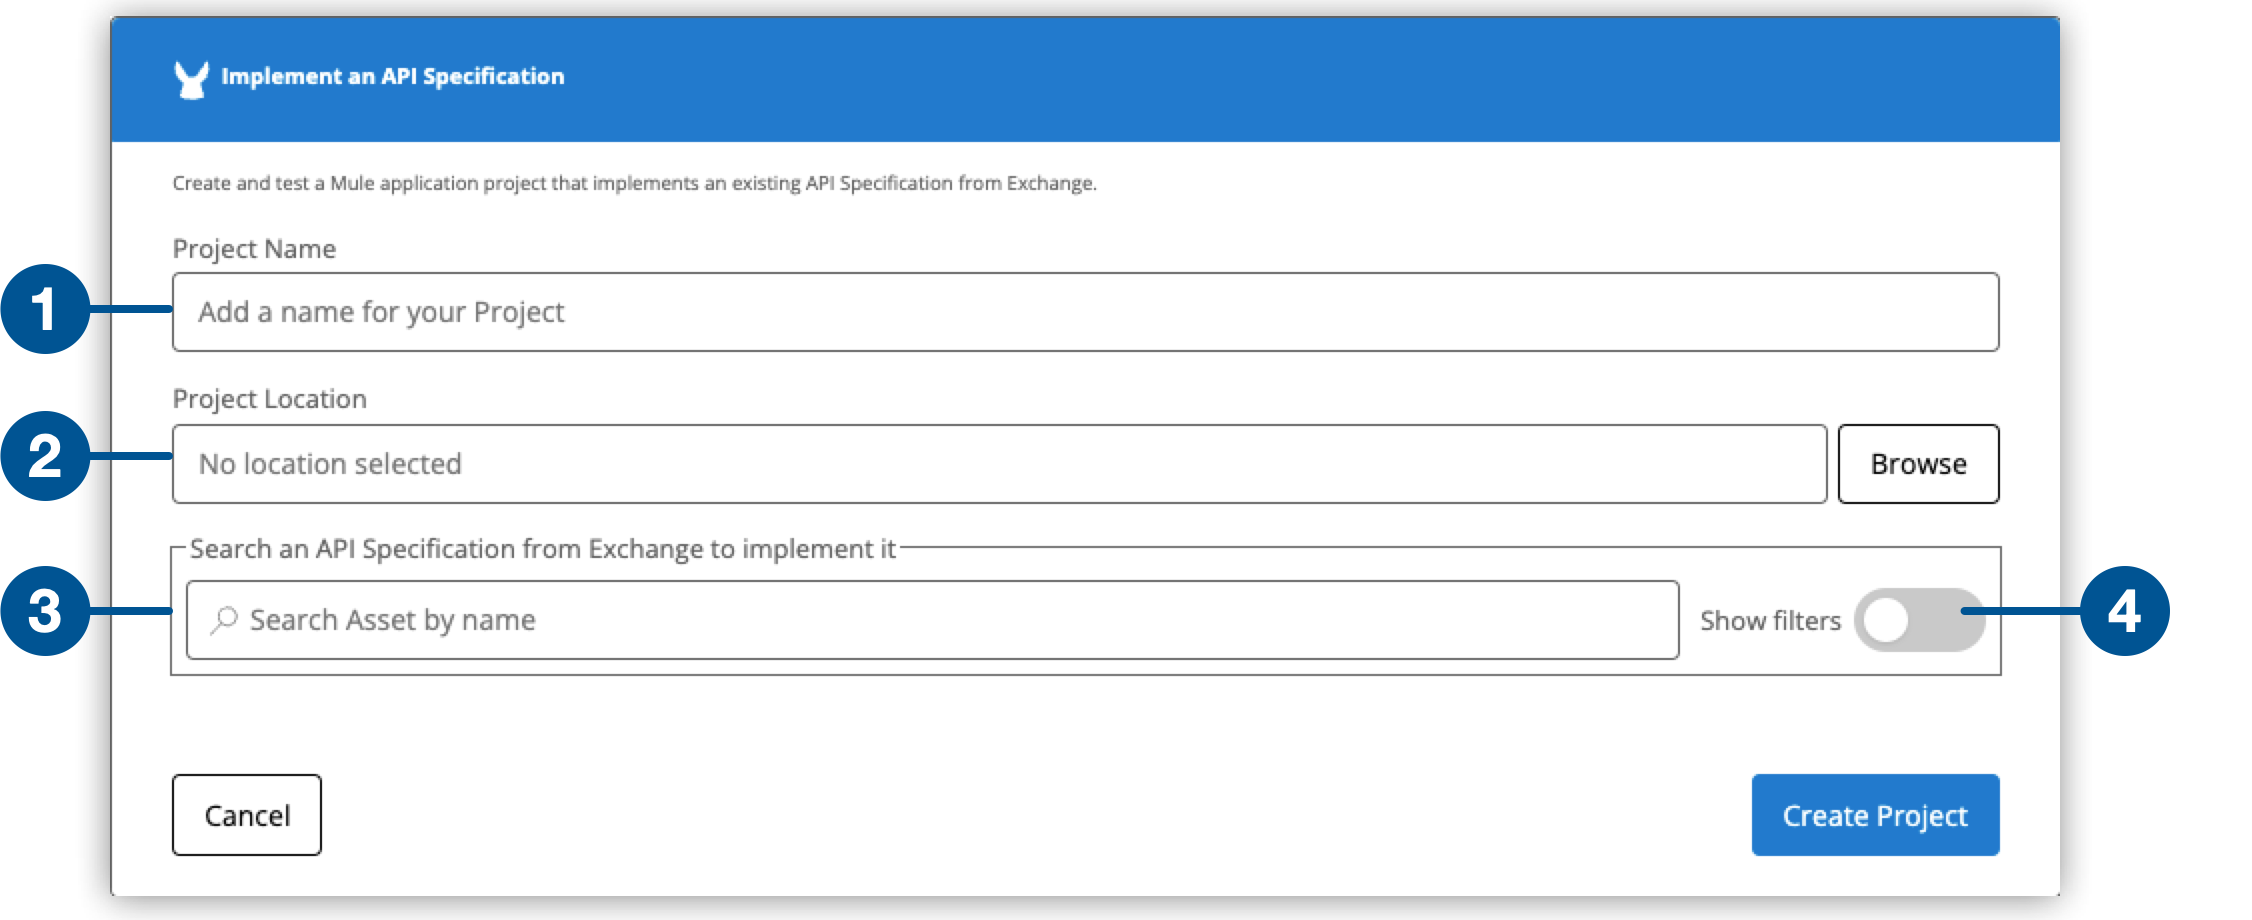 Implement an API Specification
Create and test a Mule application project that implements an existing API Specification from Exchange.
Project Name
1
Add a name for your Project
Project Location
2
No location selected
Browse
Search an API Specification from Exchange to implement it
3
Search Asset by name
Show filters
4
Cancel
Create Project